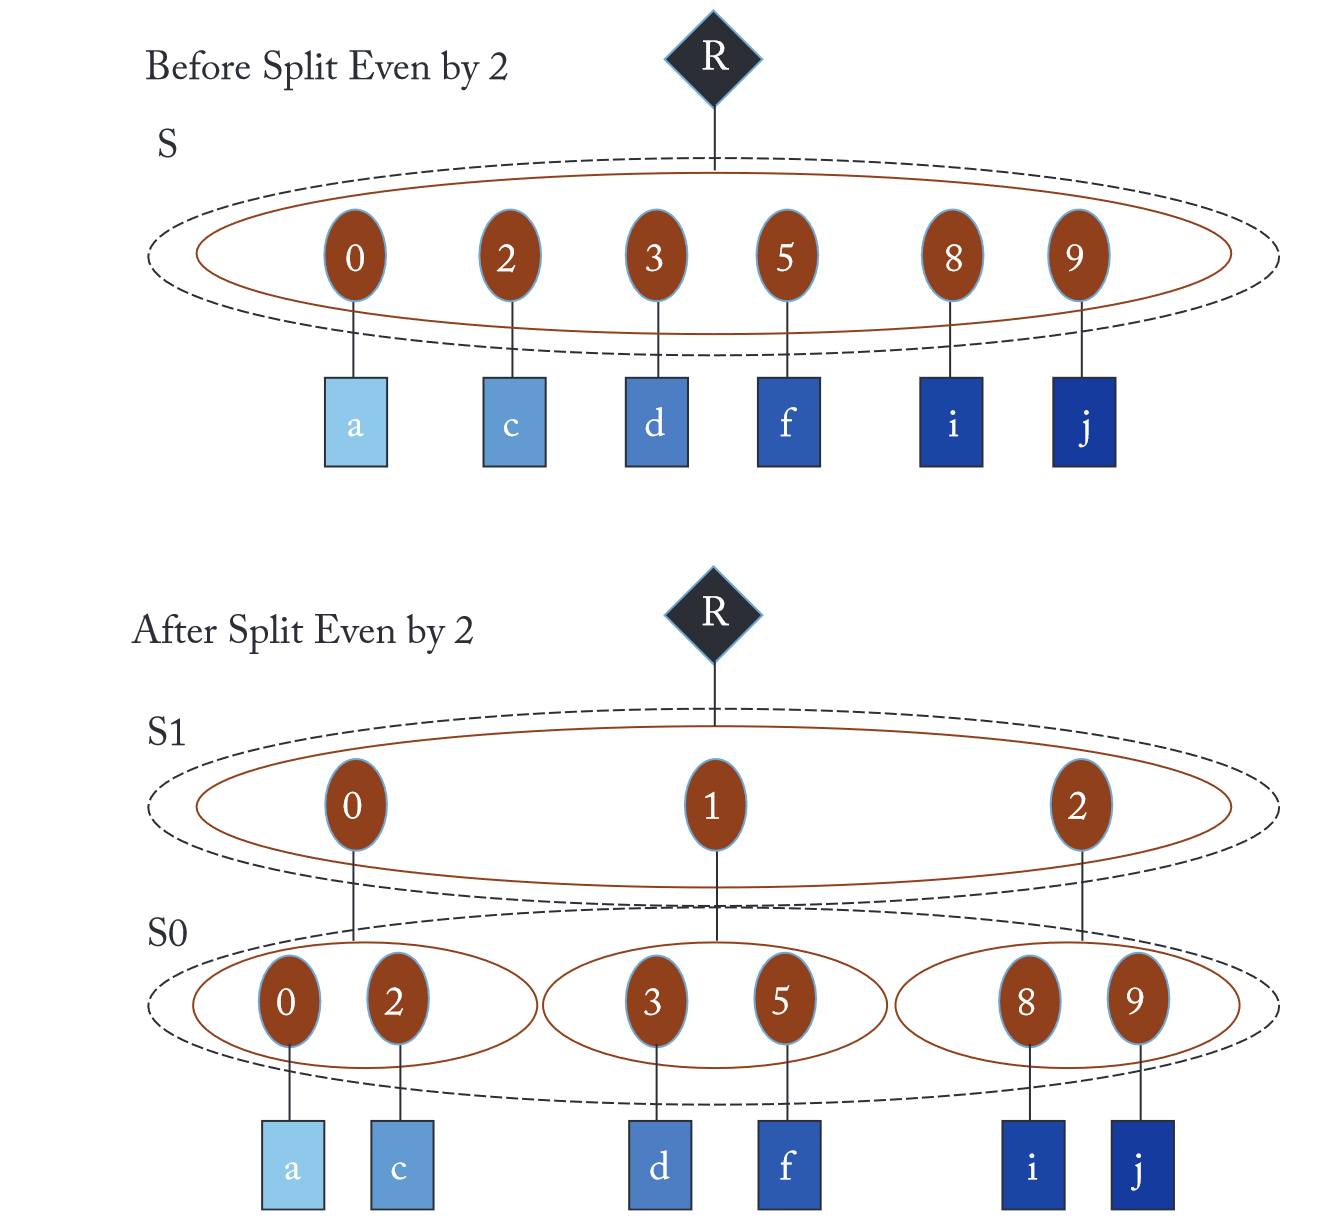 R
Before Split Even by 2
S
0 2 3 5 8 9
a c d f i j
R
After Split Even by 2
S1
0 1 2
S0
0 2 3 5 8 9
a c d f i j